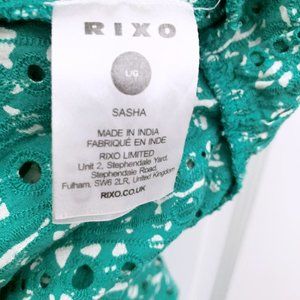 RIXO
L/G
SASHA
MADE IN INDIA
FABRIQUÉ EN INDE
RIXO LIMITED
Unit 2, Stephendale Yard,
Stephendale Road,
Fulham, SW6 2LR, United Kingdom
RIXO.CO.UK